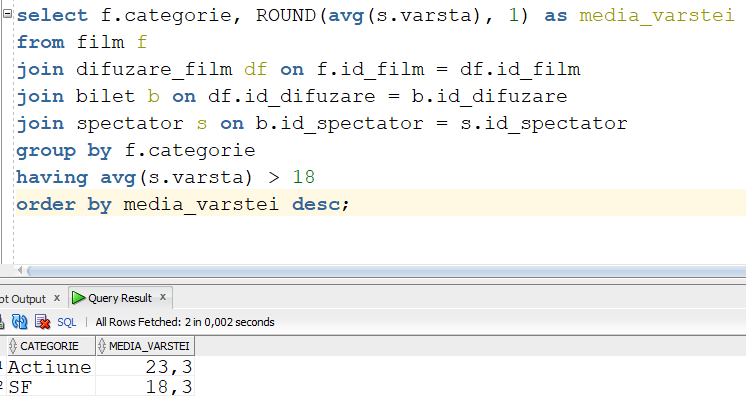 select f.categorie, ROUND(avg(s.varsta), 1) as media_varstei
from film f
join difuzare_film df on f.id_film = df.id_film
join bilet b on df.id_difuzare = b.id_difuzare
join spectator s on b.id_spectator = s.id_spectator
group by f.categorie
having avg(s.varsta) > 18
order by media_varstei desc;
pt Output x Query Result x
SQL | All Rows Fetched: 2 in 0,002 seconds
CATEGORIE MEDIA_VARSTEI
1 Actiune 23,3
2 SF 18,3